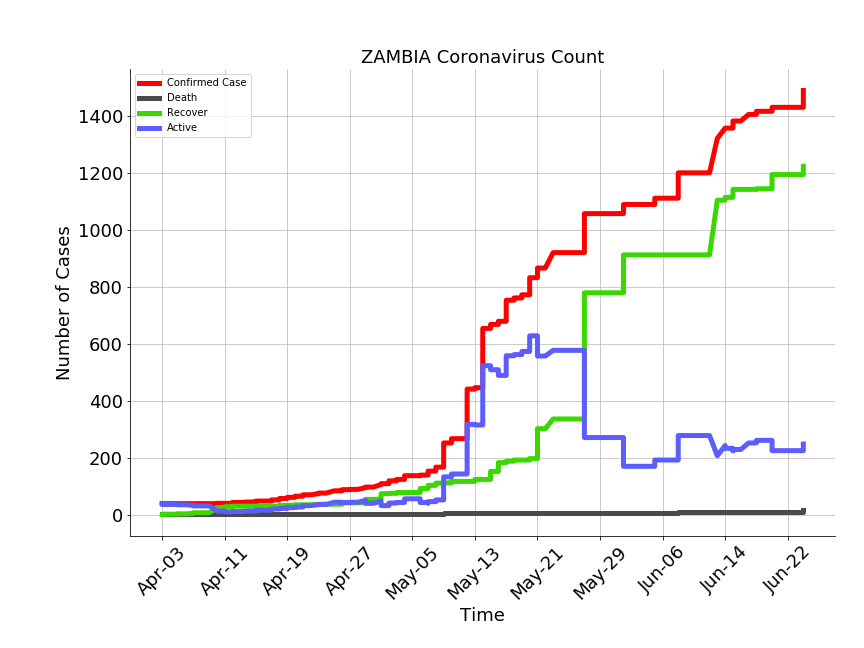 ZAMBIA Coronavirus Count
Confirmed Case
Death
Recover
Active
Number of Cases
1400
1200
1000
800
600
400
200
0
Apr-03
Apr-11
Apr-19
Apr-27
May-05
May-13
May-21
May-29
Jun-06
Jun-14
Jun-22
Time